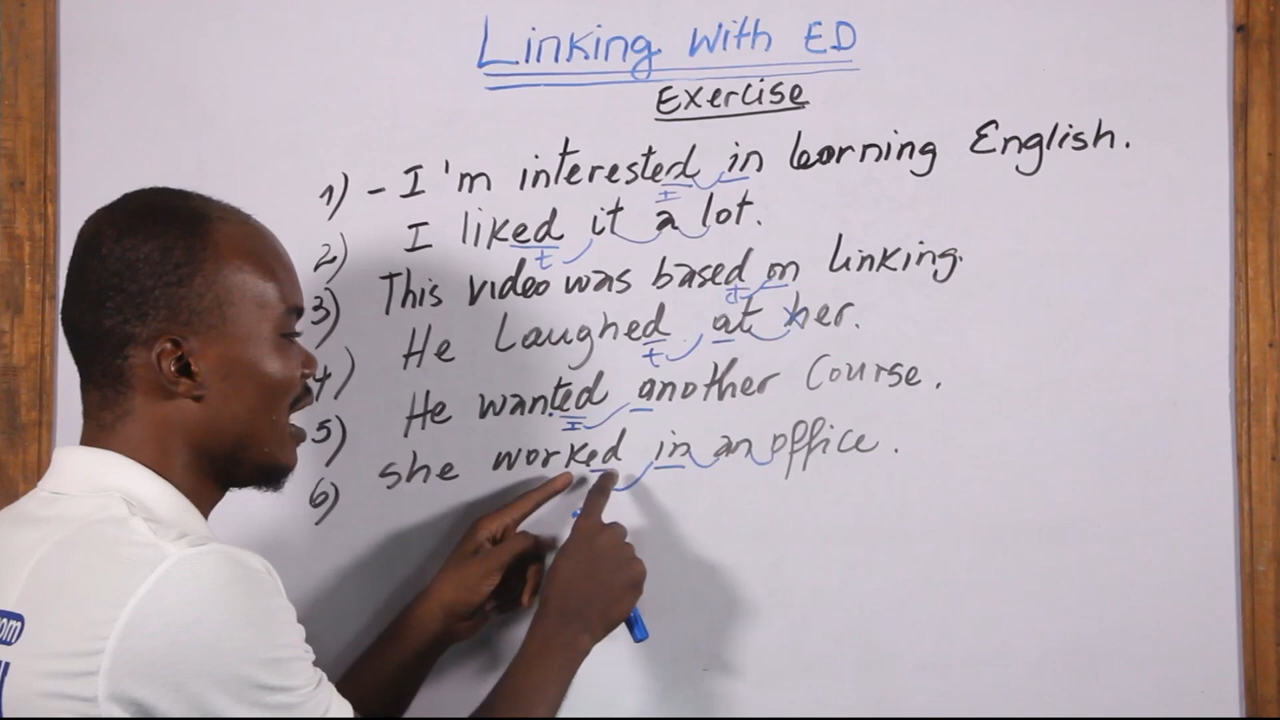 Linking with ED
Exercise
1) - I'm interested in learning English.
I
2) I liked it a lot.
t
3) This video was based on linking.
t
4) He Laughed at her.
t
5) He wanted another Course.
I
6) she worked in an office.
om